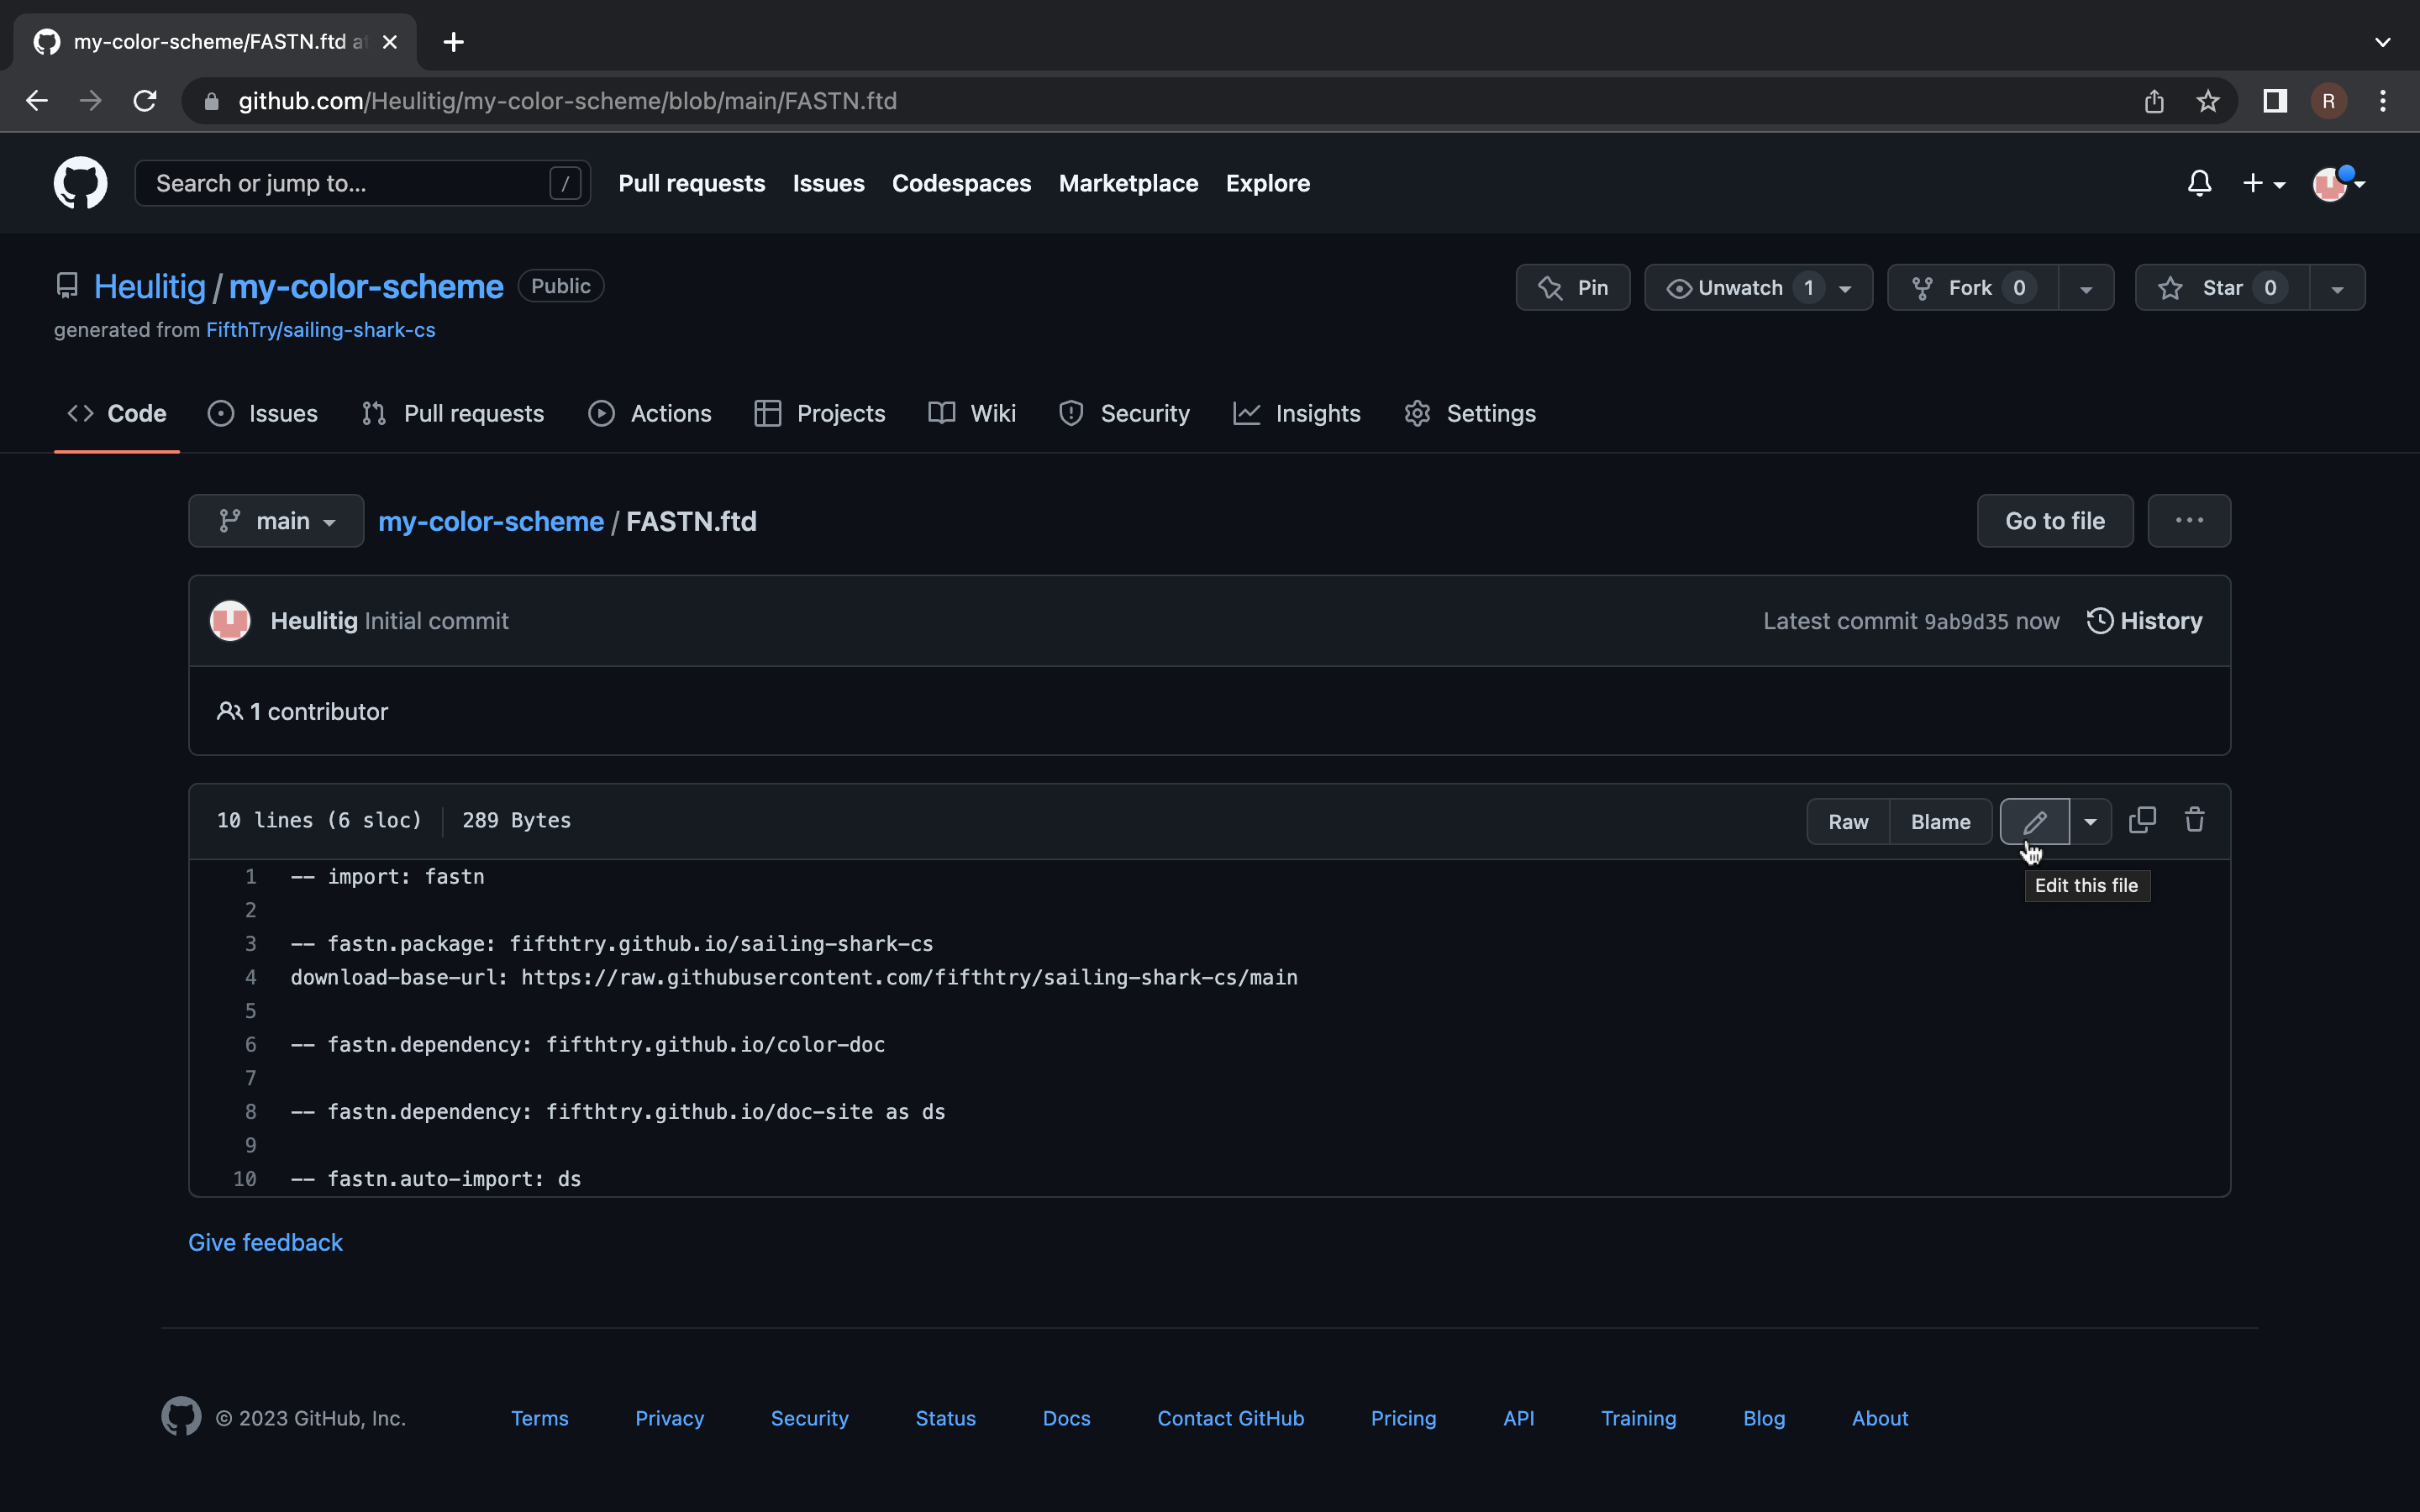 my-color-scheme/FASTN.ftd at
github.com/Heulitig/my-color-scheme/blob/main/FASTN.ftd
R
Search or jump to... /
Pull requests Issues Codespaces Marketplace Explore
Heulitig / my-color-scheme Public
Pin Unwatch 1 Fork 0 Star 0
generated from FifthTry/sailing-shark-cs
Code Issues Pull requests Actions Projects Wiki Security Insights Settings
main my-color-scheme / FASTN.ftd Go to file ...
Heulitig Initial commit Latest commit 9ab9d35 now History
1 contributor
10 lines (6 sloc) 289 Bytes Raw Blame
Edit this file
1 -- import: fastn
2
3 -- fastn.package: fifthtry.github.io/sailing-shark-cs
4 download-base-url: https://raw.githubusercontent.com/fifthtry/sailing-shark-cs/main
5
6 -- fastn.dependency: fifthtry.github.io/color-doc
7
8 -- fastn.dependency: fifthtry.github.io/doc-site as ds
9
10 -- fastn.auto-import: ds
Give feedback
© 2023 GitHub, Inc. Terms Privacy Security Status Docs Contact GitHub Pricing API Training Blog About